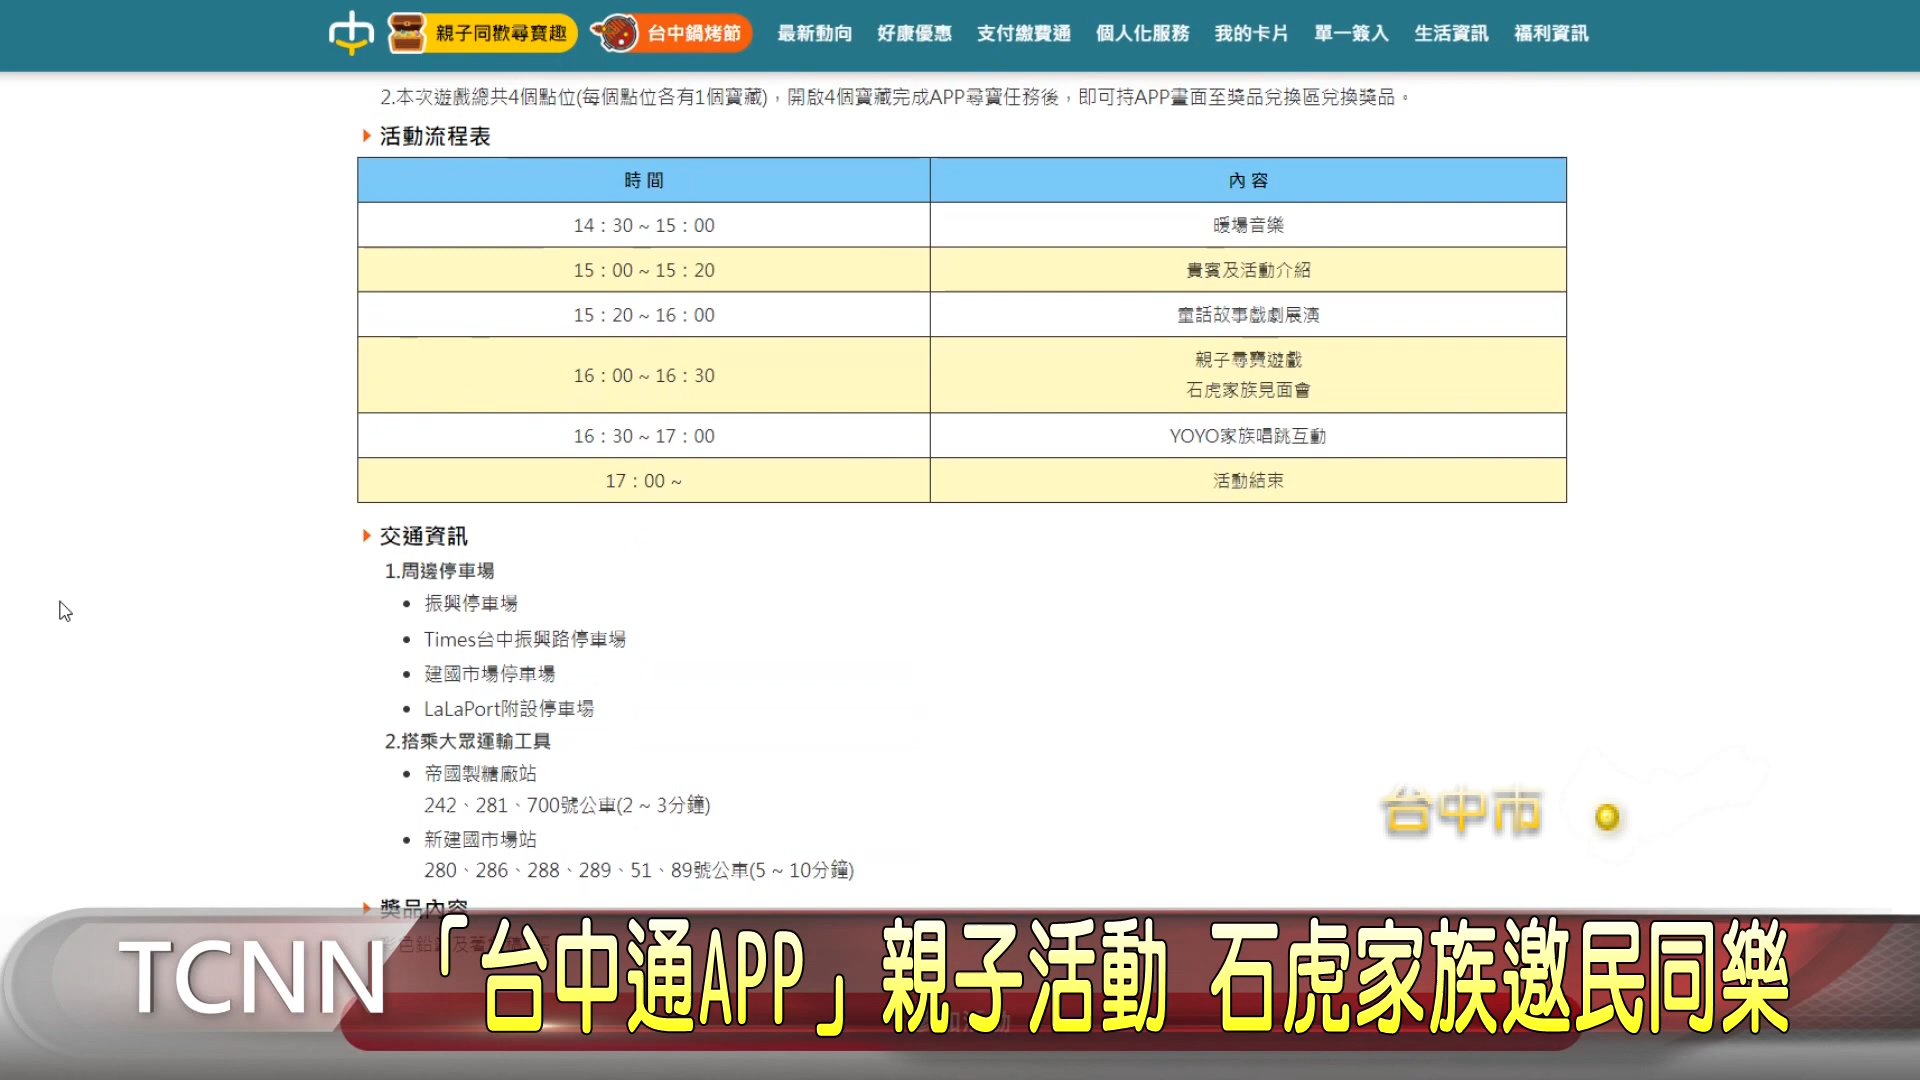 親子同歡尋寶趣 台中鍋烤節 最新動向 好康優惠 支付繳費通 個人化服務 我的卡片 單一簽入 生活資訊 福利資訊
2.本次遊戲總共4個點位(每個點位各有1個寶藏)，開啟4個寶藏完成APP尋寶任務後，即可持APP畫面至獎品兌換區兌換獎品。
活動流程表
時 間 內 容
14：30 ~ 15：00 暖場音樂
15：00 ~ 15：20 貴賓及活動介紹
15：20 ~ 16：00 童話故事戲劇展演
16：00 ~ 16：30 親子尋寶遊戲
石虎家族見面會
16：30 ~ 17：00 YOYO家族唱跳互動
17：00 ~ 活動結束
交通資訊
1.周邊停車場
振興停車場
Times台中振興路停車場
建國市場停車場
LaLaPort附設停車場
2.搭乘大眾運輸工具
帝國製糖廠站
242、281、700號公車(2 ~ 3分鐘)
新建國市場站
280、286、288、289、51、89號公車(5 ~ 10分鐘)
台中市
獎品內容
TCNN 「台中通APP」親子活動 石虎家族邀民同樂